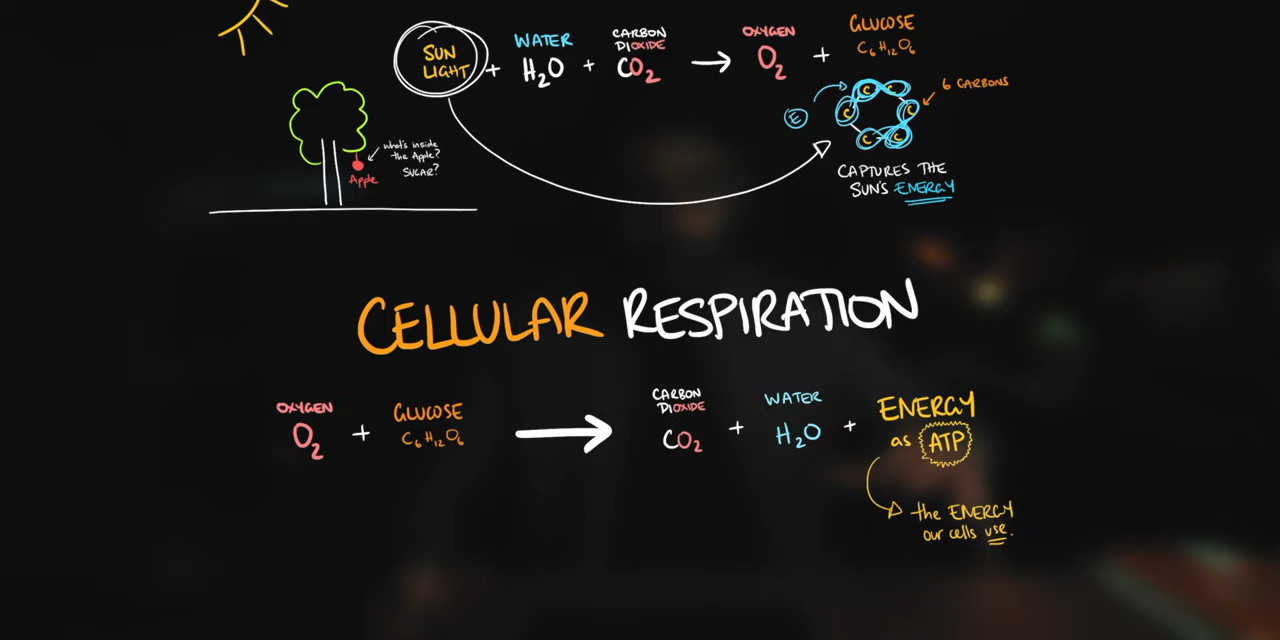 SUN LIGHT + WATER H₂O + CARBON DIOXIDE CO₂ → OXYGEN O₂ + GLUCOSE C₆H₁₂O₆
6 CARBONS
E
C C C C C C
what's inside
the Apple?
SUGAR?
Apple
CAPTURES THE
SUN'S ENERGY
CELLULAR RESPIRATION
OXYGEN O₂ + GLUCOSE C₆H₁₂O₆ → CARBON DIOXIDE CO₂ + WATER H₂O + ENERGY as ATP
the ENERGY
our cells use.